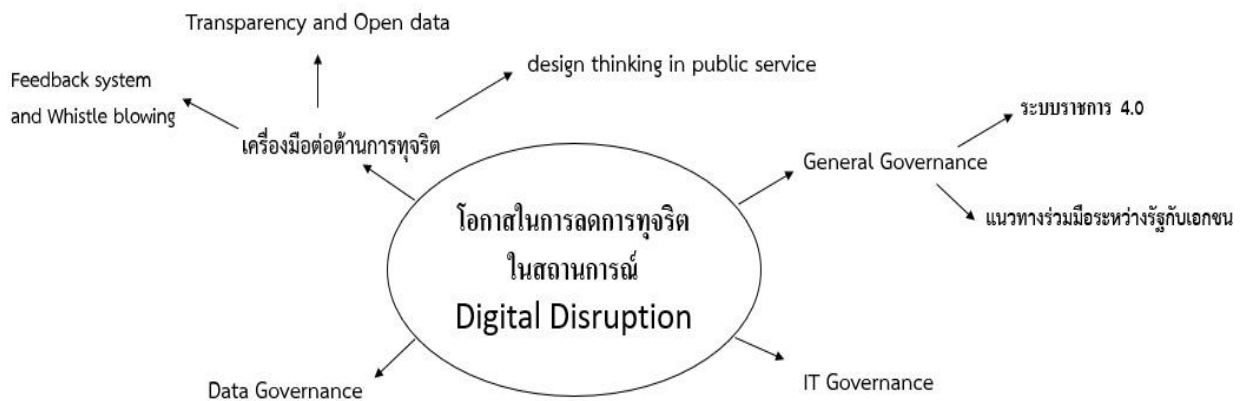 Transparency and Open data
Feedback system
and Whistle blowing
design thinking in public service
เครื่องมือต่อต้านการทุจริต
ระบบราชการ 4.0
General Governance
แนวทางร่วมมือระหว่างรัฐกับเอกชน
โอกาสในการลดการทุจริต
ในสถานการณ์
Digital Disruption
Data Governance
IT Governance